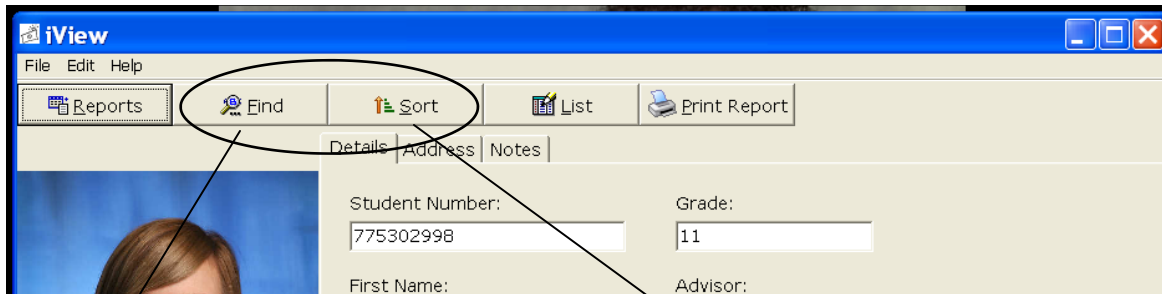 iView
File Edit Help
Reports Find Sort List Print Report
Details Address Notes
Student Number: Grade:
775302998 11
First Name: Advisor: